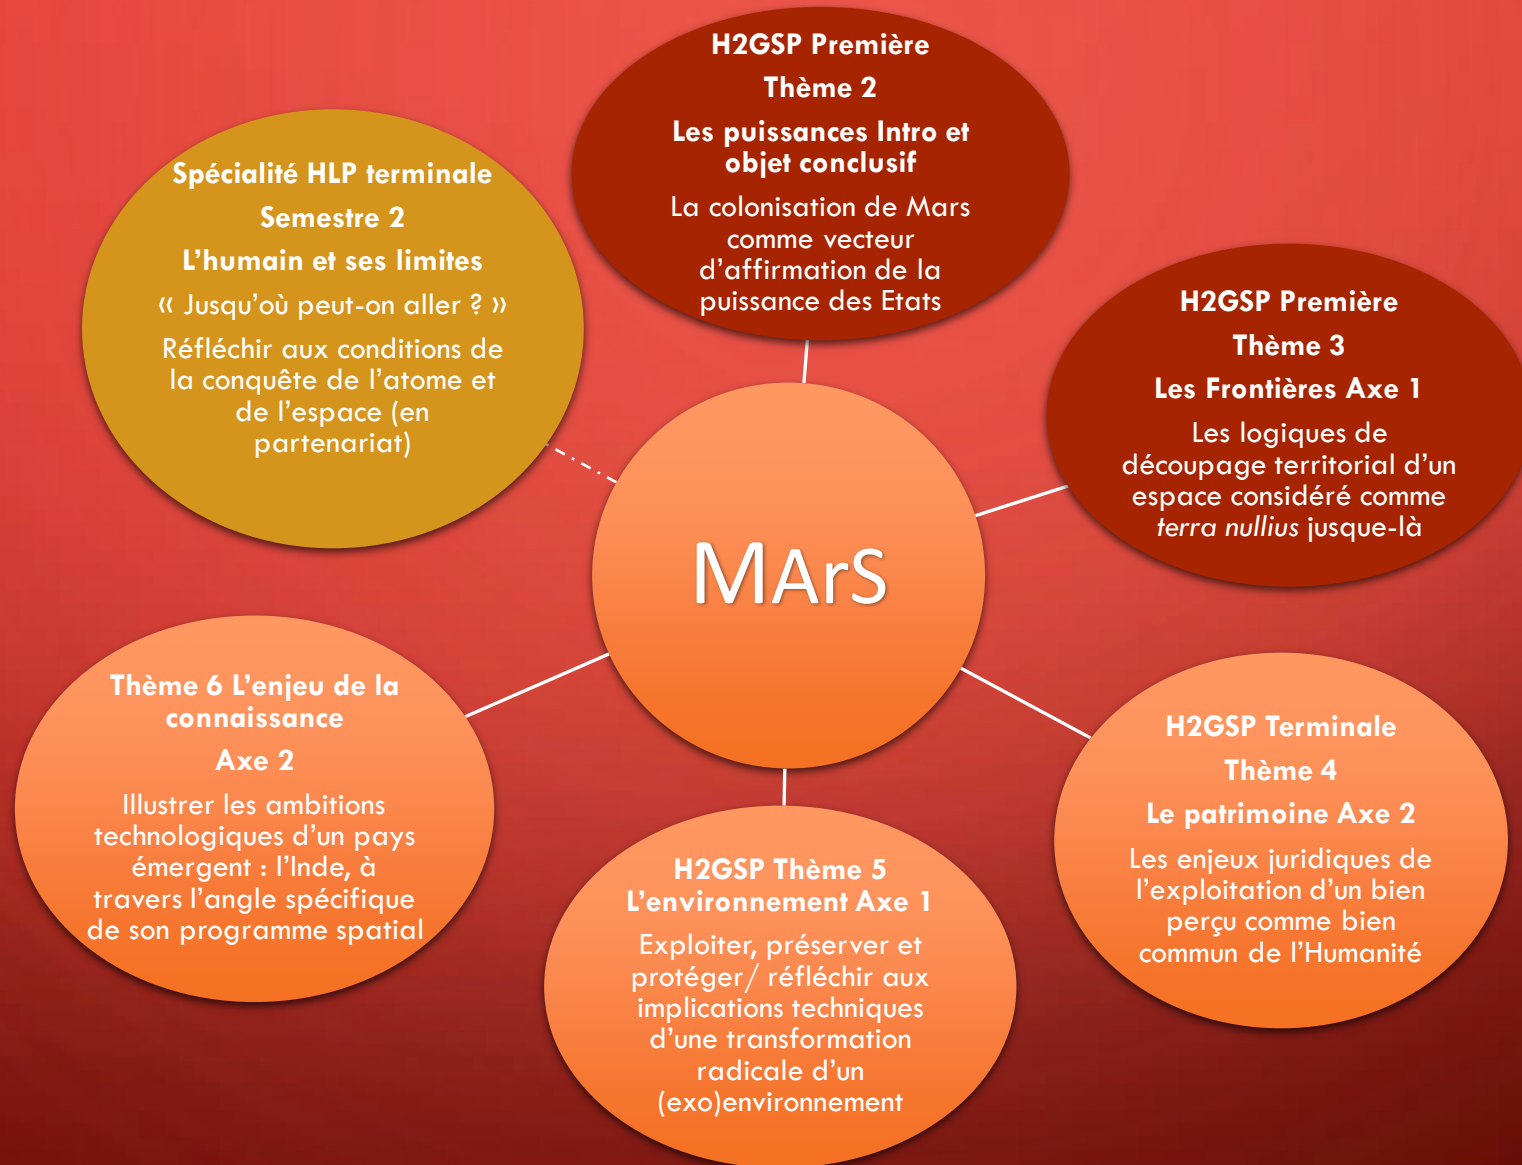 H2GSP Première
Thème 2
Les puissances Intro et
objet conclusif
La colonisation de Mars
comme vecteur
d’affirmation de la
puissance des Etats
Spécialité HLP terminale
Semestre 2
L’humain et ses limites
« Jusqu’où peut-on aller ? »
Réfléchir aux conditions de
la conquête de l’atome et
de l’espace (en
partenariat)
H2GSP Première
Thème 3
Les Frontières Axe 1
Les logiques de
découpage territorial d’un
espace considéré comme
terra nullius jusque-là
MArS
Thème 6 L’enjeu de la
connaissance
Axe 2
Illustrer les ambitions
technologiques d’un pays
émergent : l’Inde, à
travers l’angle spécifique
de son programme spatial
H2GSP Terminale
Thème 4
Le patrimoine Axe 2
Les enjeux juridiques de
l’exploitation d’un bien
perçu comme bien
commun de l’Humanité
H2GSP Thème 5
L’environnement Axe 1
Exploiter, préserver et
protéger/ réfléchir aux
implications techniques
d’une transformation
radicale d’un
(exo)environnement